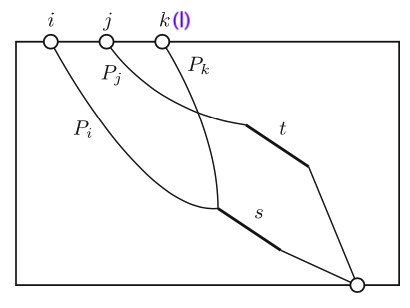 i j k(l)
P_j P_k
P_i t
s